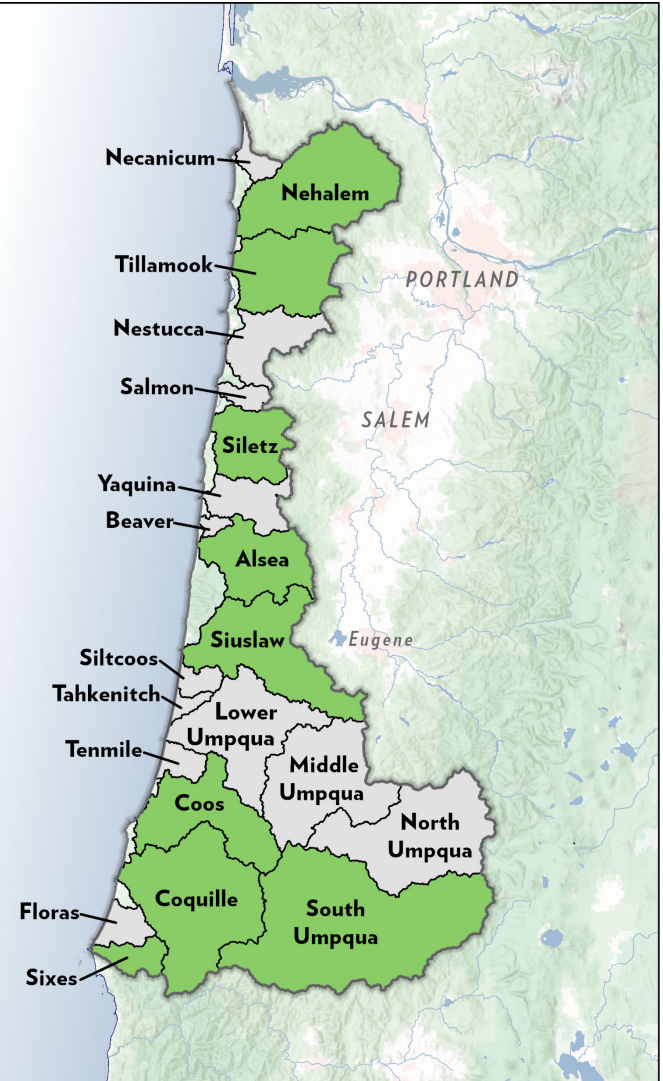 Necanicum
Nehalem
Tillamook
PORTLAND
Nestucca
Salmon
SALEM
Siletz
Yaquina
Beaver
Alsea
Siuslaw
Eugene
Siltcoos
Tahkenitch
Lower
Umpqua
Tenmile
Middle
Umpqua
Coos
North
Umpqua
Coquille
South
Umpqua
Floras
Sixes